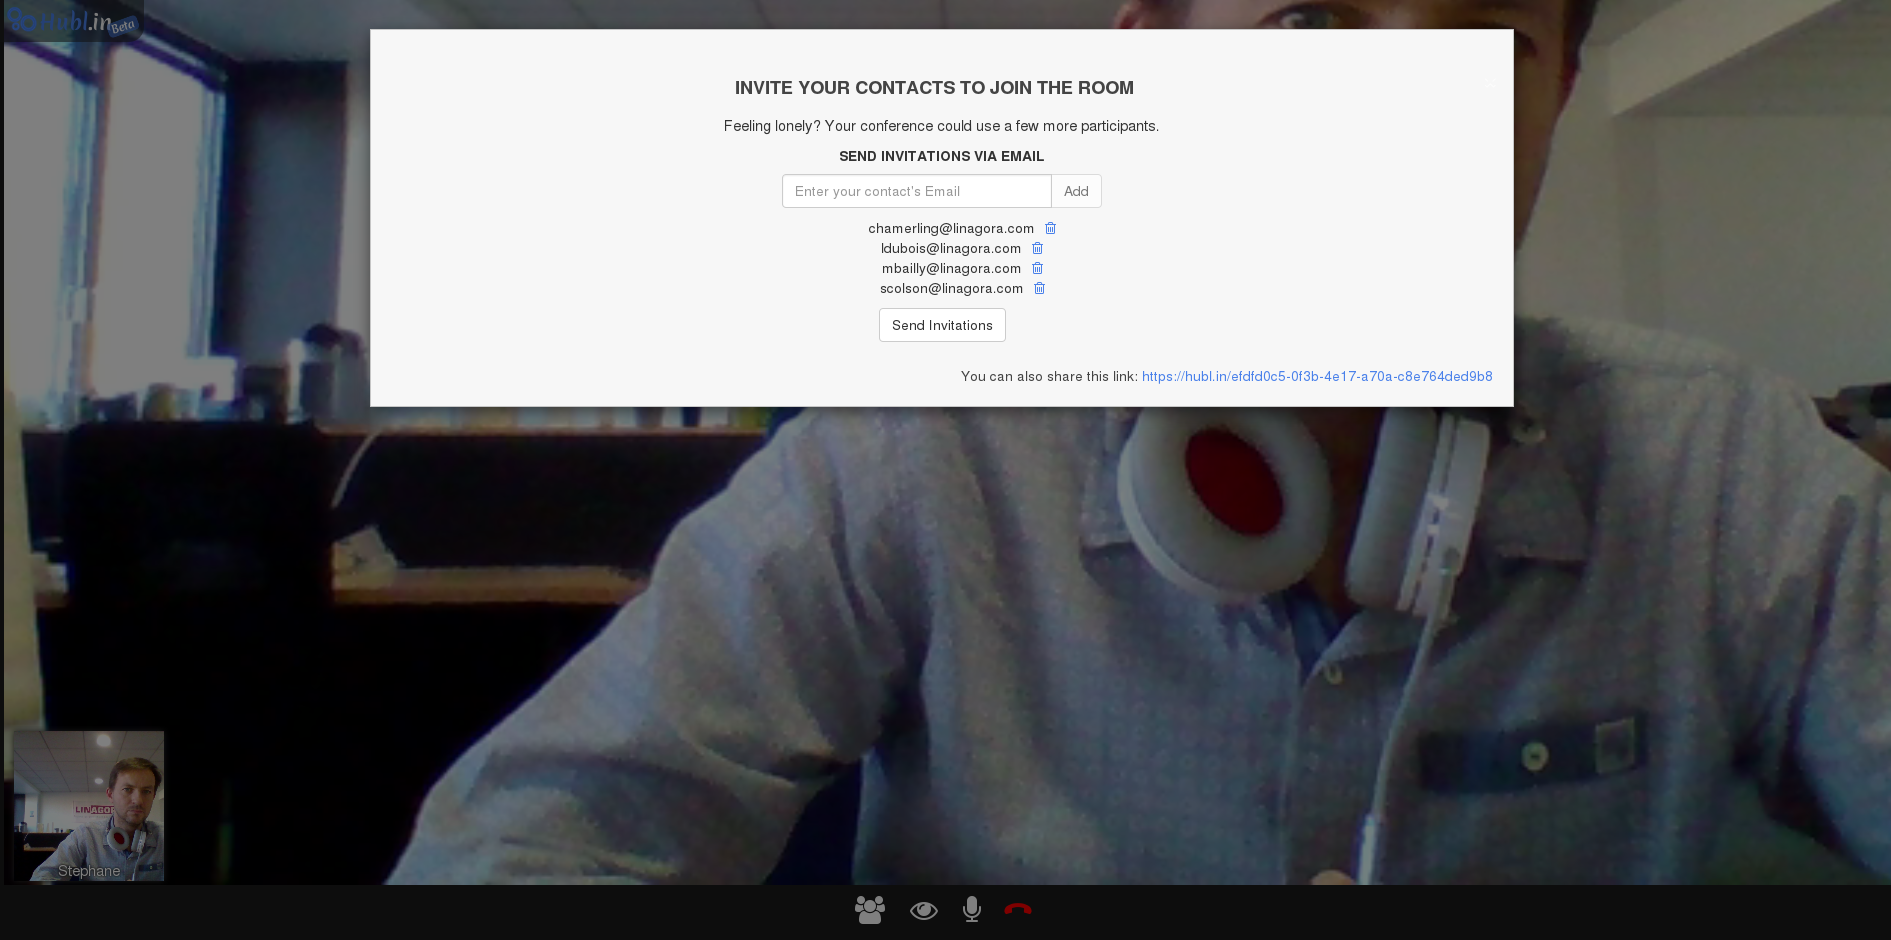 Hubl.in
Beta
INVITE YOUR CONTACTS TO JOIN THE ROOM
Feeling lonely? Your conference could use a few more participants.
SEND INVITATIONS VIA EMAIL
Enter your contact's Email Add
chamerling@linagora.com
ldubois@linagora.com
mbailly@linagora.com
scolson@linagora.com
Send Invitations
You can also share this link: https://hubl.in/efdfd0c5-0f3b-4e17-a70a-c8e764ded9b8
LINAGOR
Stephane